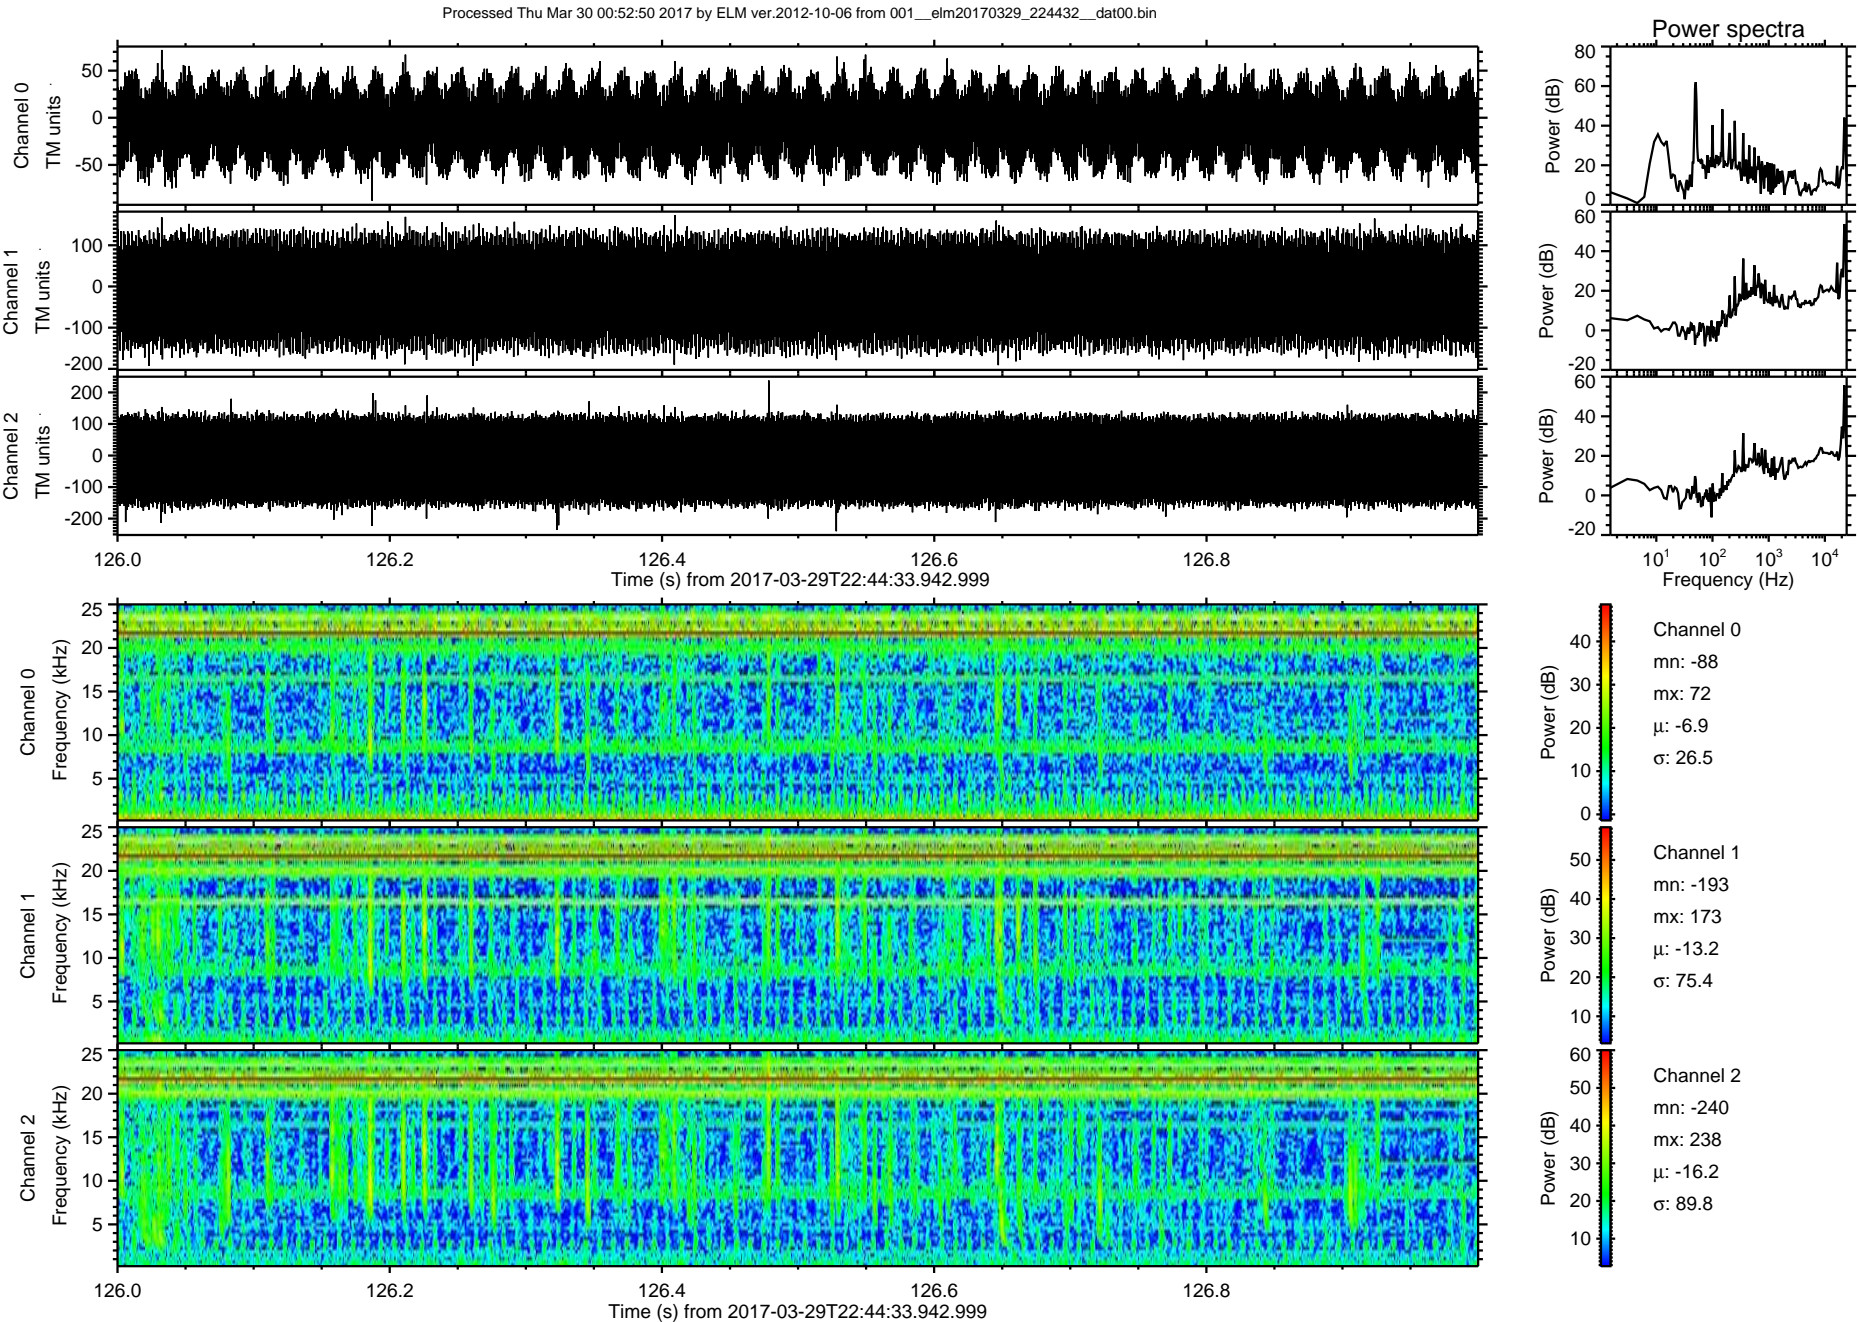 Processed Thu Mar 30 00:52:50 2017 by ELM ver.2012-10-06 from 001__elm20170329_224432__dat00.bin
Power spectra
Channel 0
TM units
50
0
-50
Power (dB)
80
60
40
20
0
Channel 1
TM units
100
0
-100
-200
Power (dB)
60
40
20
0
-20
Channel 2
TM units
200
100
0
-100
-200
Power (dB)
60
40
20
0
-20
126.0 126.2 126.4 126.6 126.8
Time (s) from 2017-03-29T22:44:33.942.999
10^1 10^2 10^3 10^4
Frequency (Hz)
Channel 0
Frequency (kHz)
25
20
15
10
5
Power (dB)
40
30
20
10
0
Channel 0
mn: -88
mx: 72
μ: -6.9
σ: 26.5
Channel 1
Frequency (kHz)
25
20
15
10
5
Power (dB)
50
40
30
20
10
Channel 1
mn: -193
mx: 173
μ: -13.2
σ: 75.4
Channel 2
Frequency (kHz)
25
20
15
10
5
Power (dB)
60
50
40
30
20
10
Channel 2
mn: -240
mx: 238
μ: -16.2
σ: 89.8
126.0 126.2 126.4 126.6 126.8
Time (s) from 2017-03-29T22:44:33.942.999